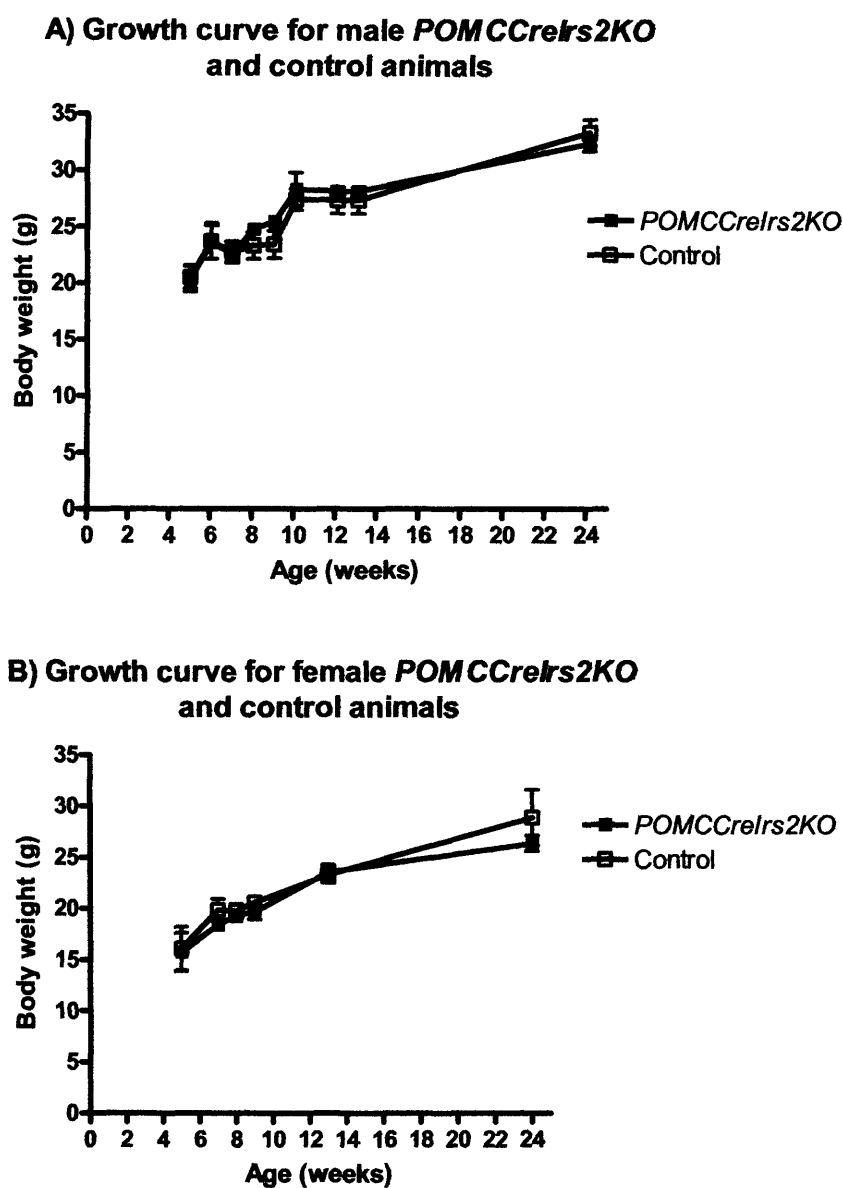 A) Growth curve for male POMCCreIrs2KO
and control animals
35
30
25
20
15
10
5
0
Body weight (g)
0 2 4 6 8 10 12 14 16 18 20 22 24
Age (weeks)
POMCCreIrs2KO
Control
B) Growth curve for female POMCCreIrs2KO
and control animals
35
30
25
20
15
10
5
0
Body weight (g)
0 2 4 6 8 10 12 14 16 18 20 22 24
Age (weeks)
POMCCreIrs2KO
Control